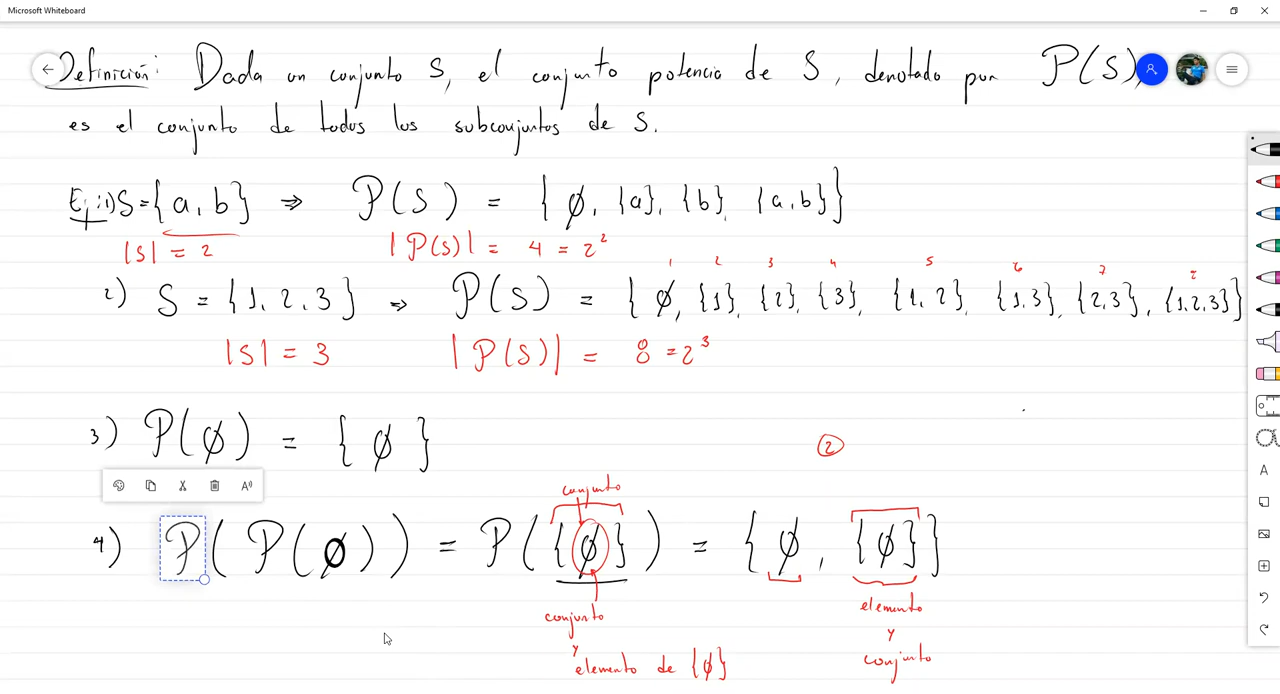 Microsoft Whiteboard
Definición: Dada un conjunto S, el conjunto potencia de S, denotado por P(S),
es el conjunto de todos los subconjuntos de S.
Ej: 1) S = {a, b} ⇒ P(S) = {∅, {a}, {b}, {a, b}}
|S| = 2 |P(S)| = 4 = 2²
1 2 3 4 5 6 7 8
2) S = {1, 2, 3} ⇒ P(S) = {∅, {1}, {2}, {3}, {1, 2}, {1, 3}, {2, 3}, {1, 2, 3}}
|S| = 3 |P(S)| = 8 = 2³
3) P(∅) = {∅}
2
conjunto
4) P(P(∅)) = P({∅}) = {∅, {∅}}
conjunto elemento
y y
elemento de {∅} conjunto